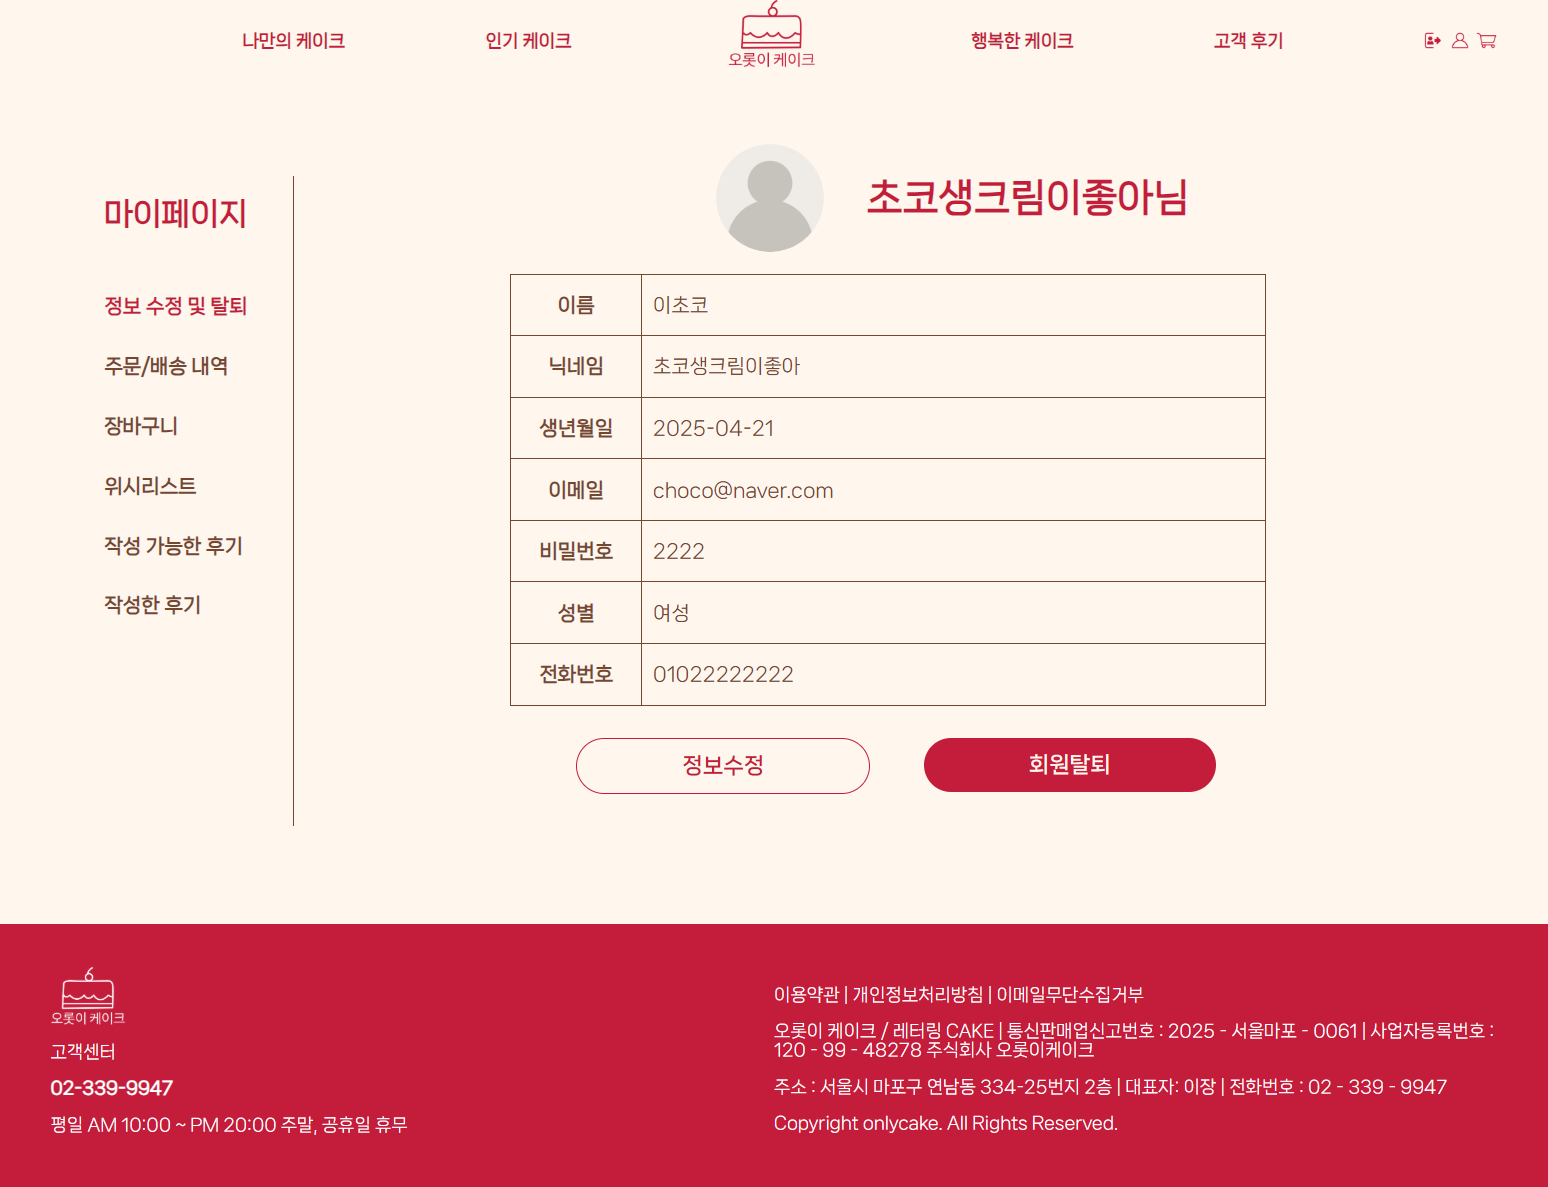 나만의 케이크
인기 케이크
오롯이 케이크
행복한 케이크
고객 후기
마이페이지
정보 수정 및 탈퇴
주문/배송 내역
장바구니
위시리스트
작성 가능한 후기
작성한 후기
초코생크림이좋아님
이름 이초코
닉네임 초코생크림이좋아
생년월일 2025-04-21
이메일 choco@naver.com
비밀번호 2222
성별 여성
전화번호 01022222222
정보수정
회원탈퇴
오롯이 케이크
고객센터
02-339-9947
평일 AM 10:00 ~ PM 20:00 주말, 공휴일 휴무
이용약관 | 개인정보처리방침 | 이메일무단수집거부
오롯이 케이크 / 레터링 CAKE | 통신판매업신고번호 : 2025 - 서울마포 - 0061 | 사업자등록번호 :
120 - 99 - 48278 주식회사 오롯이케이크
주소 : 서울시 마포구 연남동 334-25번지 2층 | 대표자: 이장 | 전화번호 : 02 - 339 - 9947
Copyright onlycake. All Rights Reserved.